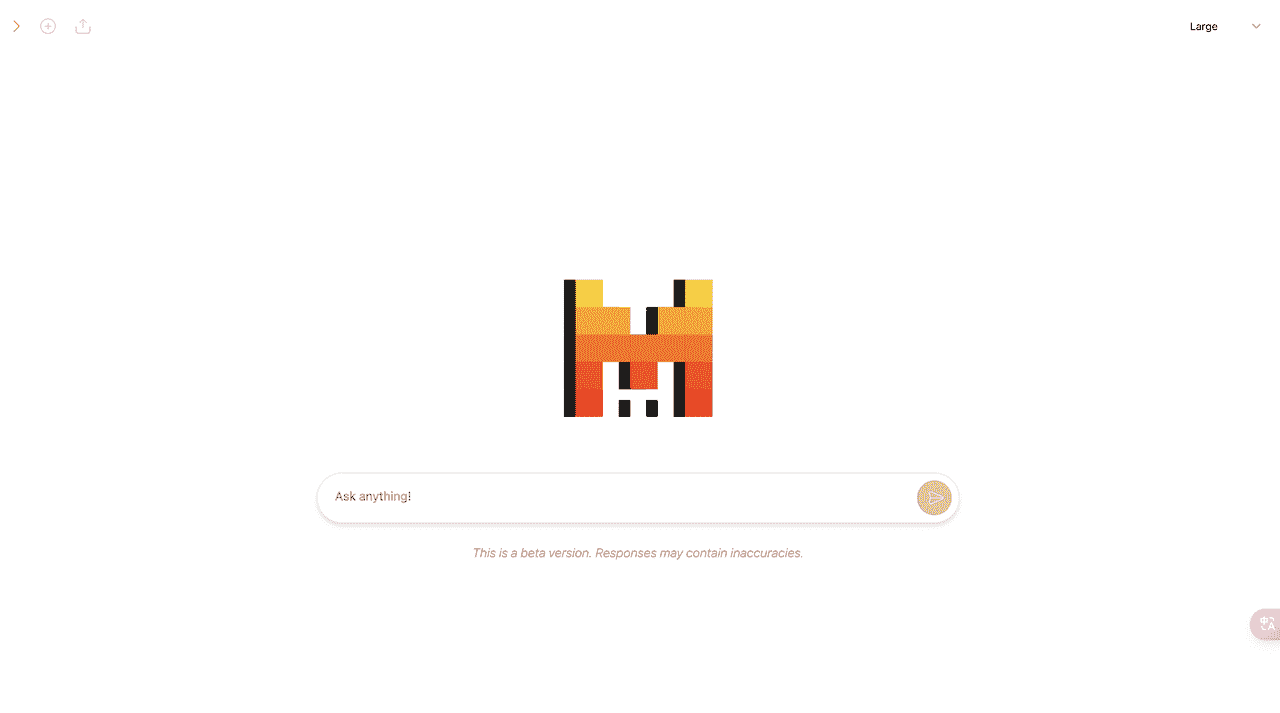 Large
Ask anything!
This is a beta version. Responses may contain inaccuracies.